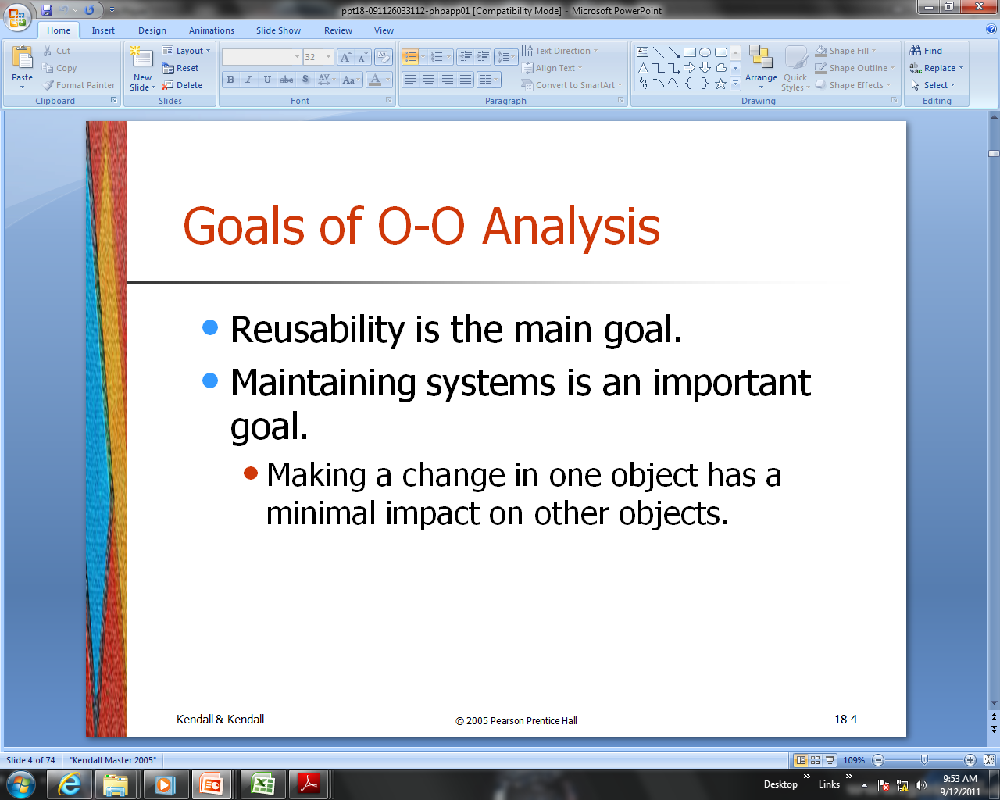 ppt18-091126033112-phpapp01 [Compatibility Mode] - Microsoft PowerPoint
Home Insert Design Animations Slide Show Review View
Paste
Cut
Copy
Format Painter
Clipboard
New Slide
Layout
Reset
Delete
Slides
32
Font
Text Direction
Align Text
Convert to SmartArt
Paragraph
Arrange
Quick Styles
Shape Fill
Shape Outline
Shape Effects
Drawing
Find
Replace
Select
Editing
Goals of O-O Analysis
Reusability is the main goal.
Maintaining systems is an important
goal.
Making a change in one object has a
minimal impact on other objects.
Kendall & Kendall © 2005 Pearson Prentice Hall 18-4
Slide 4 of 74 "Kendall Master 2005" 109%
Desktop Links 9:53 AM
9/12/2011